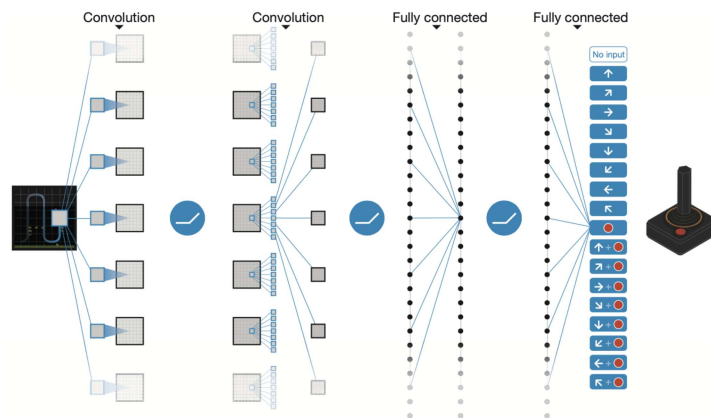 Convolution
Convolution
Fully connected
Fully connected
No input
+
+
+
+
+
+
+
+